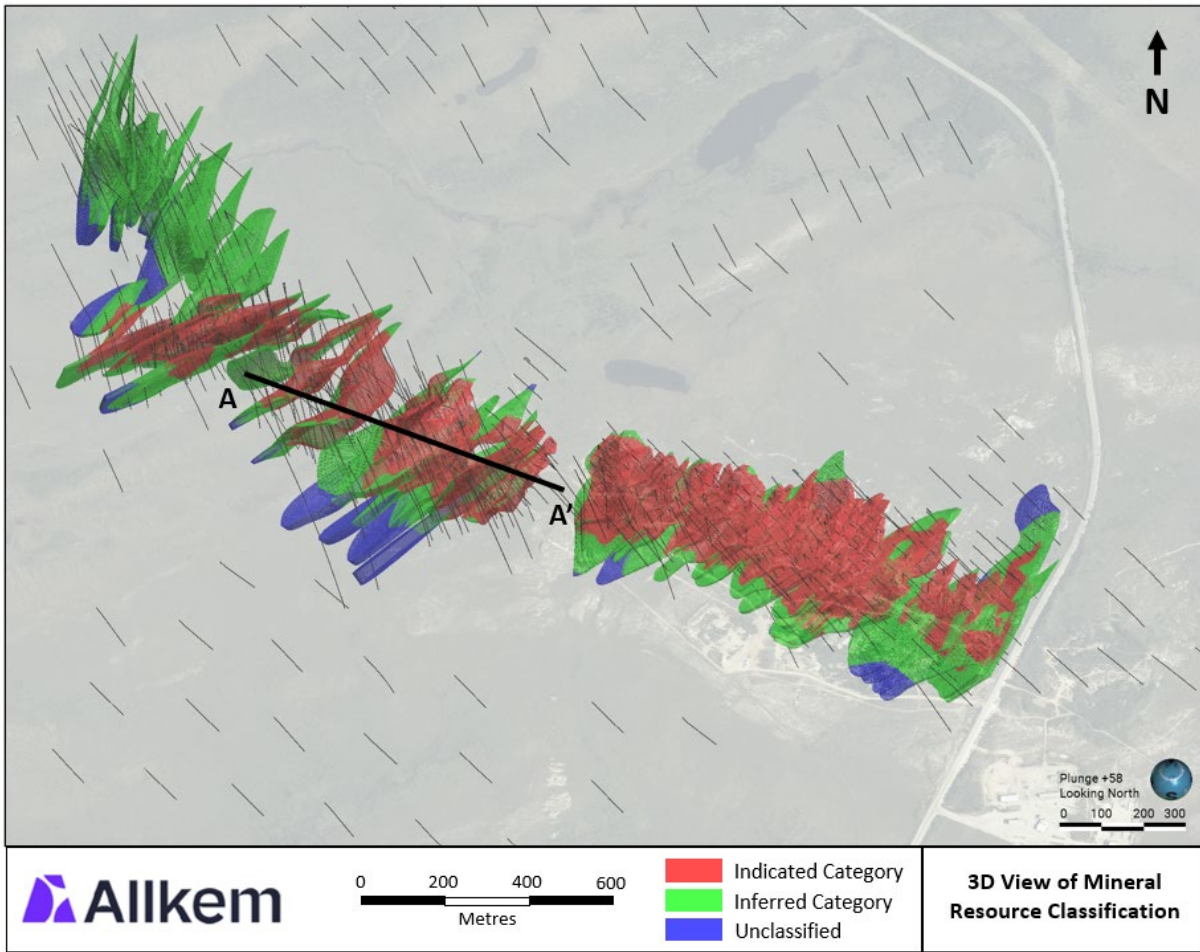 N
A
A'
Plunge +58
Looking North
0 100 200 300
Allkem
0 200 400 600
Metres
Indicated Category
Inferred Category
Unclassified
3D View of Mineral
Resource Classification